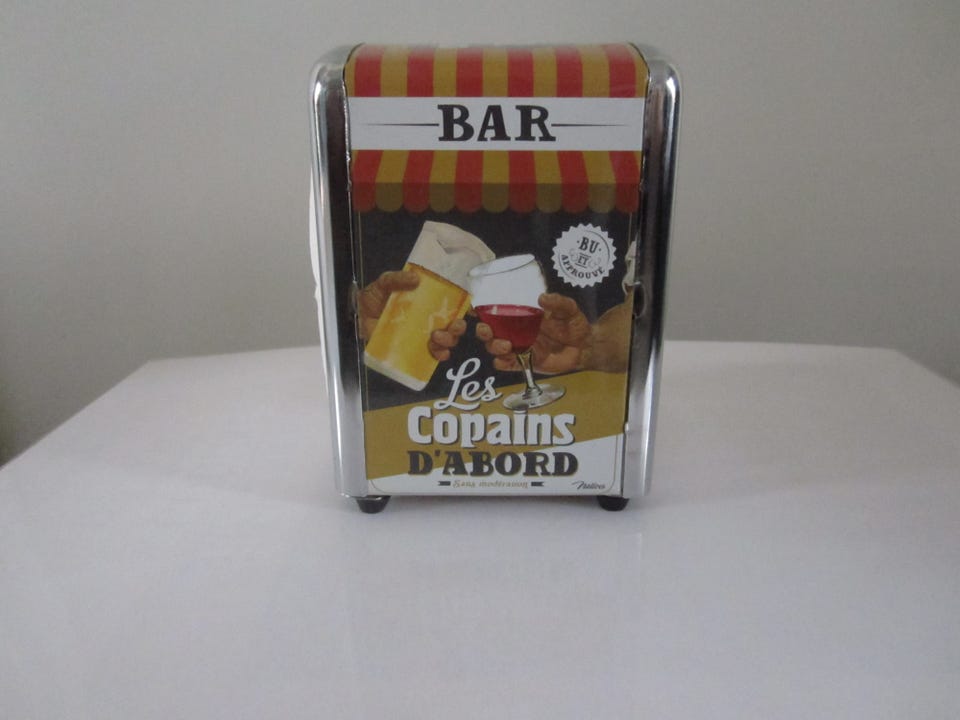 BAR
·BU·
ET
APPROUVÉ
Les
Copains
D'ABORD
Sans modération
Natives